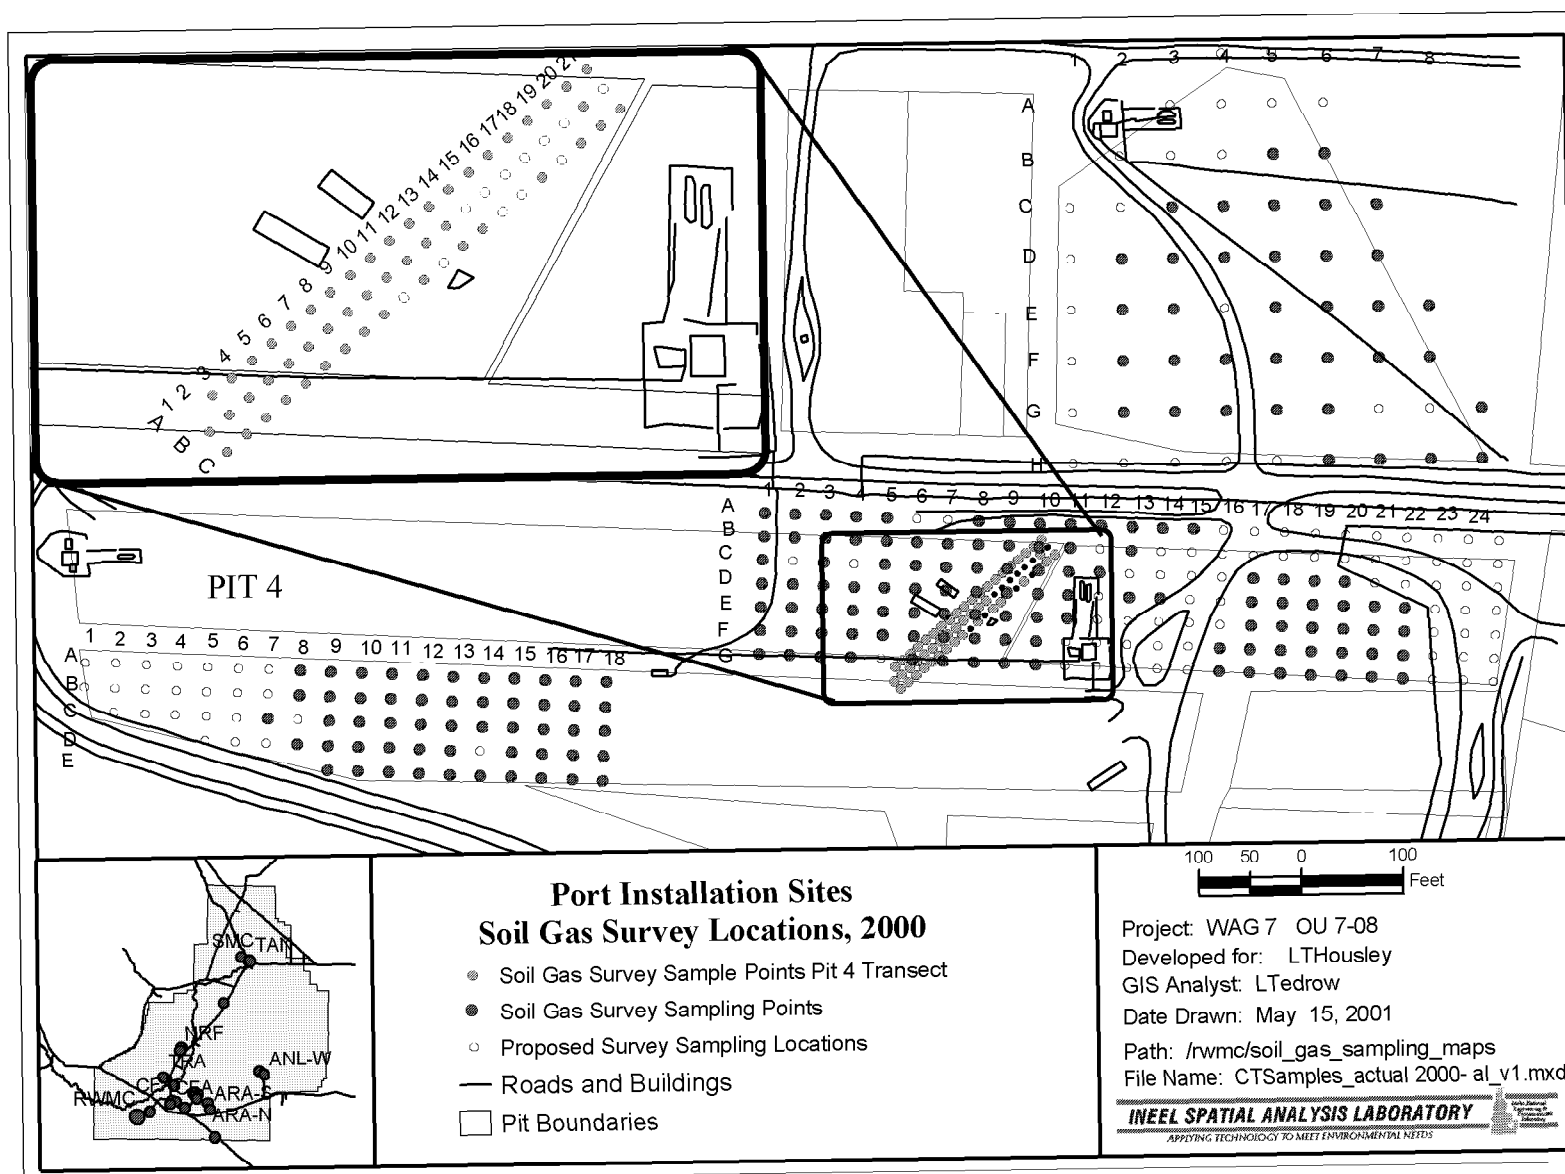 1 2 3 4 5 6 7 8
A
B
C
D
E
F
G
H
1 2 3 4 5 6 7 8 9 10 11 12 13 14 15 16 17 18 19 20
A
B
C
1 2 3 4 5 6 7 8 9 10 11 12 13 14 15 16 17 18 19 20 21 22 23 24
A
B
C
D
E
F
G
PIT 4
1 2 3 4 5 6 7 8 9 10 11 12 13 14 15 16 17 18
A
B
C
D
E
SMC TAN
NRF
TRA
ANL-W
CFA
RWMC
ARA-N
Port Installation Sites
Soil Gas Survey Locations, 2000
Soil Gas Survey Sample Points Pit 4 Transect
Soil Gas Survey Sampling Points
Proposed Survey Sampling Locations
Roads and Buildings
Pit Boundaries
100 50 0 100
Feet
Project: WAG 7 OU 7-08
Developed for: LTHousley
GIS Analyst: LTedrow
Date Drawn: May 15, 2001
Path: /rwmc/soil_gas_sampling_maps
File Name: CTSamples_actual 2000- al_v1.mxd
INEEL SPATIAL ANALYSIS LABORATORY
APPLYING TECHNOLOGY TO MEET ENVIRONMENTAL NEEDS